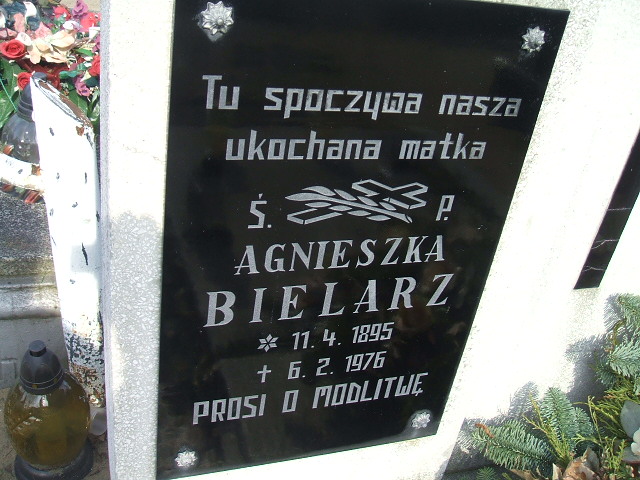 Tu spoczywa nasza
ukochana matka
Ś. P.
AGNIESZKA
BIELARZ
* 11. 4. 1895
† 6. 2. 1976
PROSI O MODLITWĘ